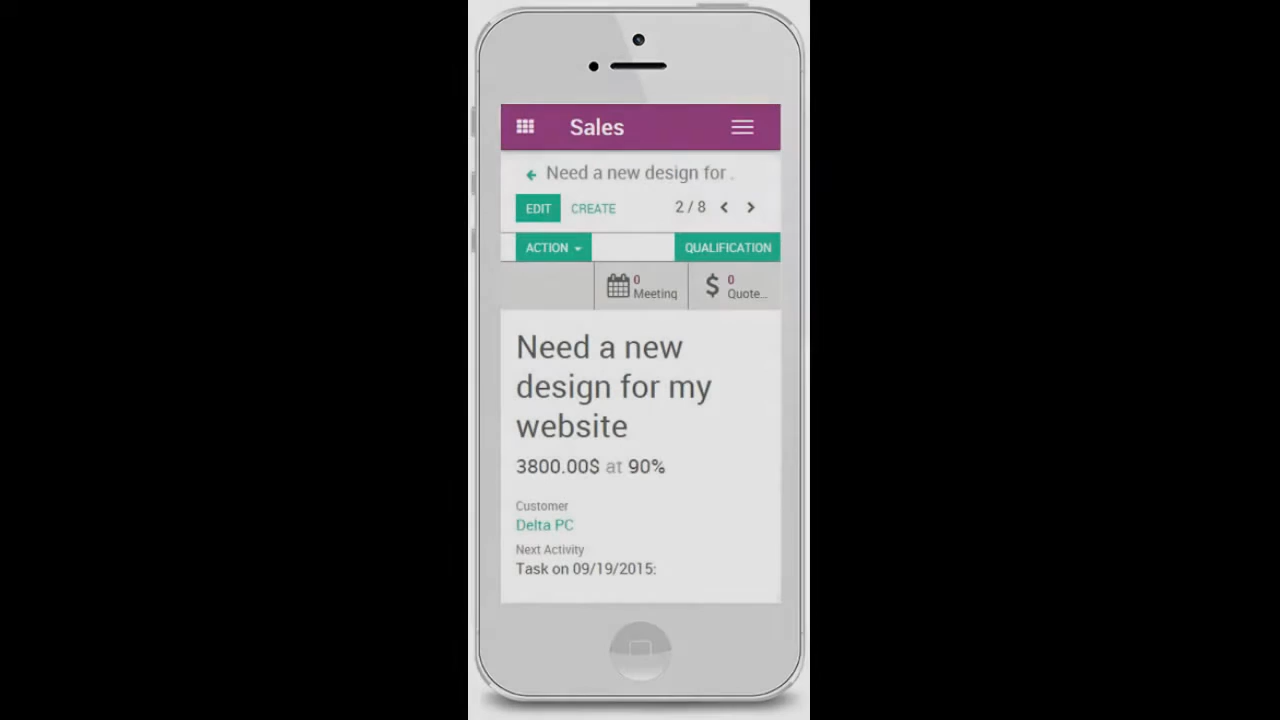 Sales
Need a new design for .
EDIT CREATE 2 / 8
ACTION QUALIFICATION
0 Meeting 0 Quote...
Need a new
design for my
website
3800.00$ at 90%
Customer
Delta PC
Next Activity
Task on 09/19/2015: